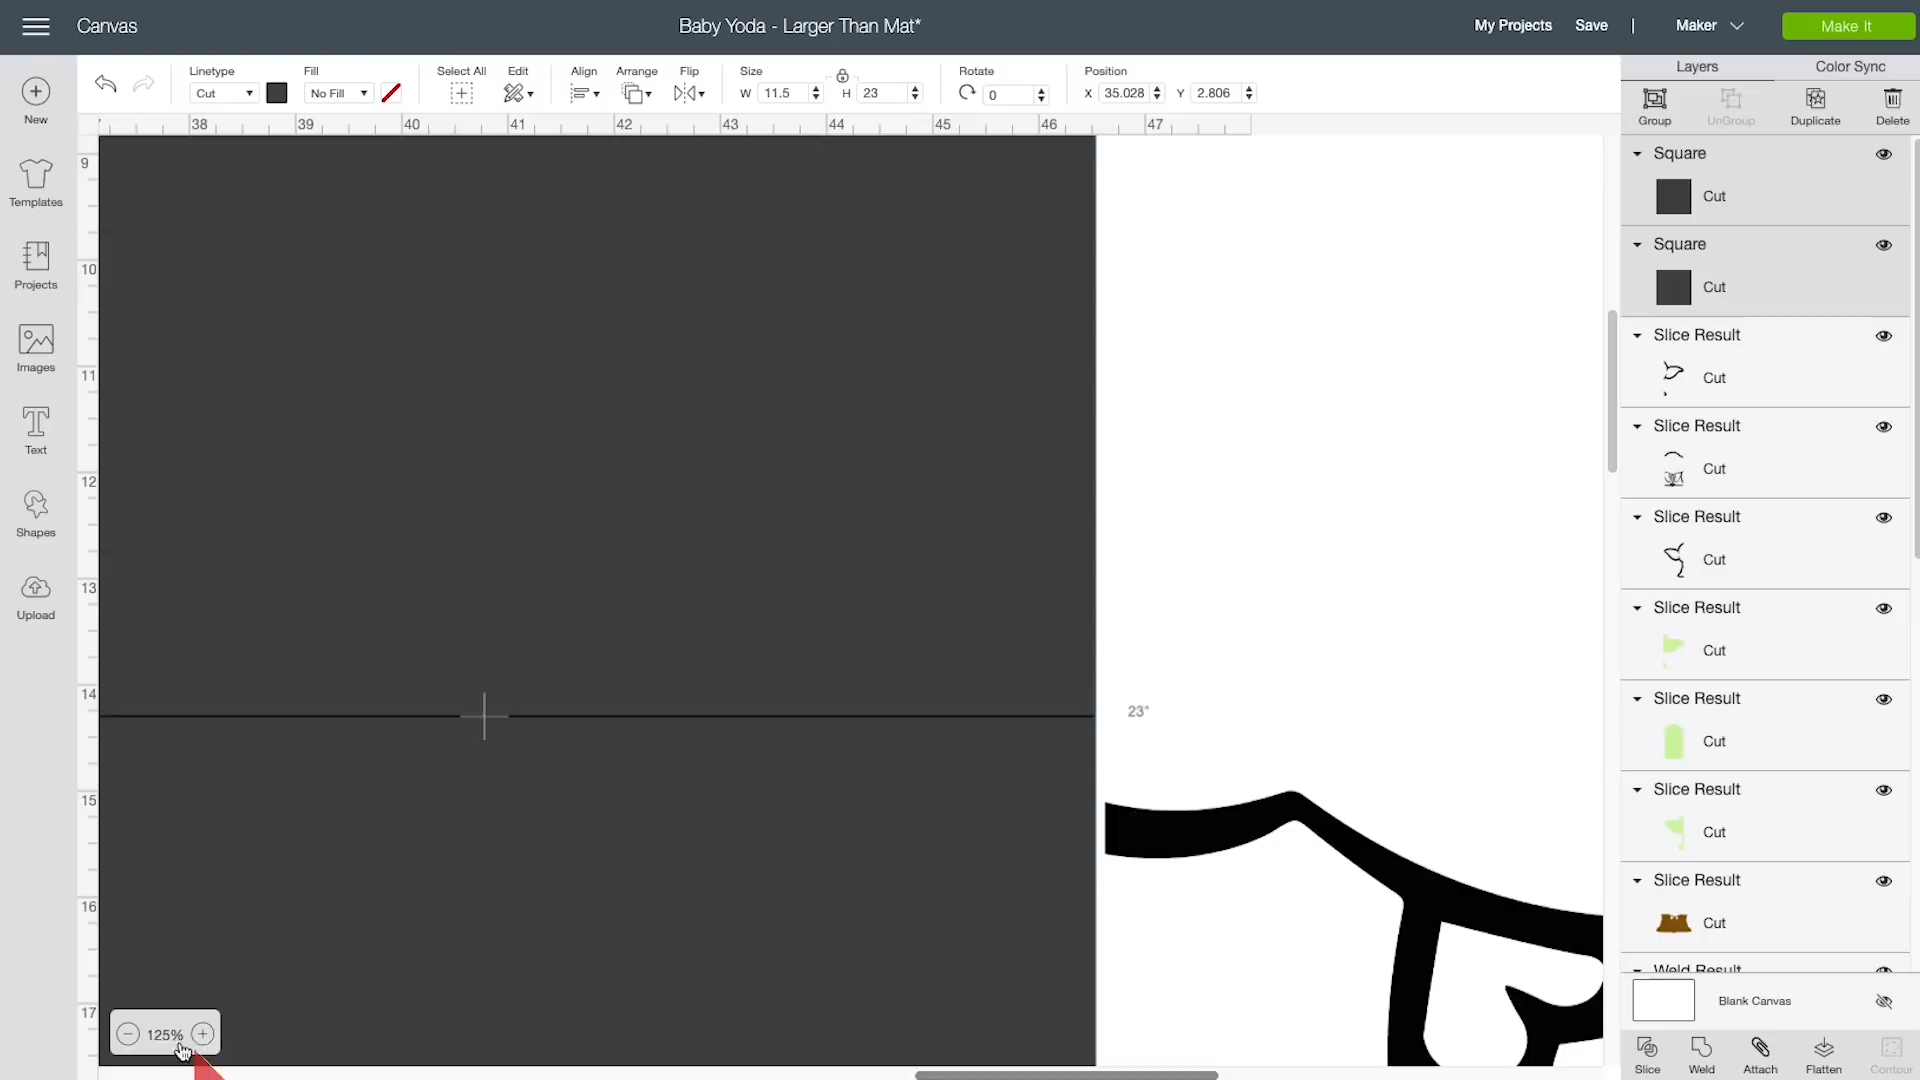 Canvas
Baby Yoda - Larger Than Mat*
My Projects
Save
|
Maker
Make It
Linetype
Cut
Fill
No Fill
Select All
Edit
Align
Arrange
Flip
Size
W 11.5
H 23
Rotate
0
Position
X 35.028
Y 2.806
Layers
Color Sync
New
Templates
Projects
Images
Text
Shapes
Upload
38 39 40 41 42 43 44 45 46 47
9
10
11
12
13
14
15
16
17
23"
125%
Group
UnGroup
Duplicate
Delete
Square
Cut
Square
Cut
Slice Result
Cut
Slice Result
Cut
Slice Result
Cut
Slice Result
Cut
Slice Result
Cut
Slice Result
Cut
Slice Result
Cut
Weld Result
Blank Canvas
Slice
Weld
Attach
Flatten
Contour